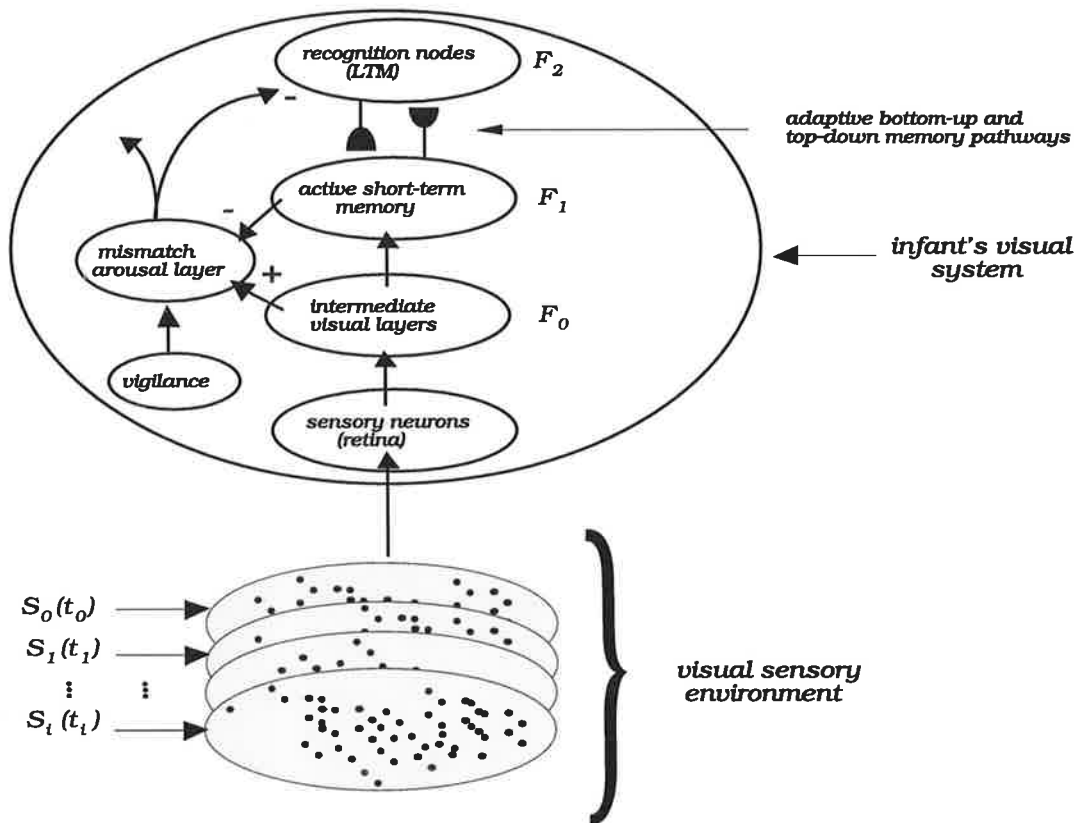 recognition nodes
(LTM)
F₂
-
adaptive bottom-up and
top-down memory pathways
active short-term
memory
F₁
-
mismatch
arousal layer
+
infant's visual
system
intermediate
visual layers
F₀
vigilance
sensory neurons
(retina)
S₀(t₀)
S₁(t₁)
⋮ ⋮
Sᵢ(tᵢ)
visual sensory
environment